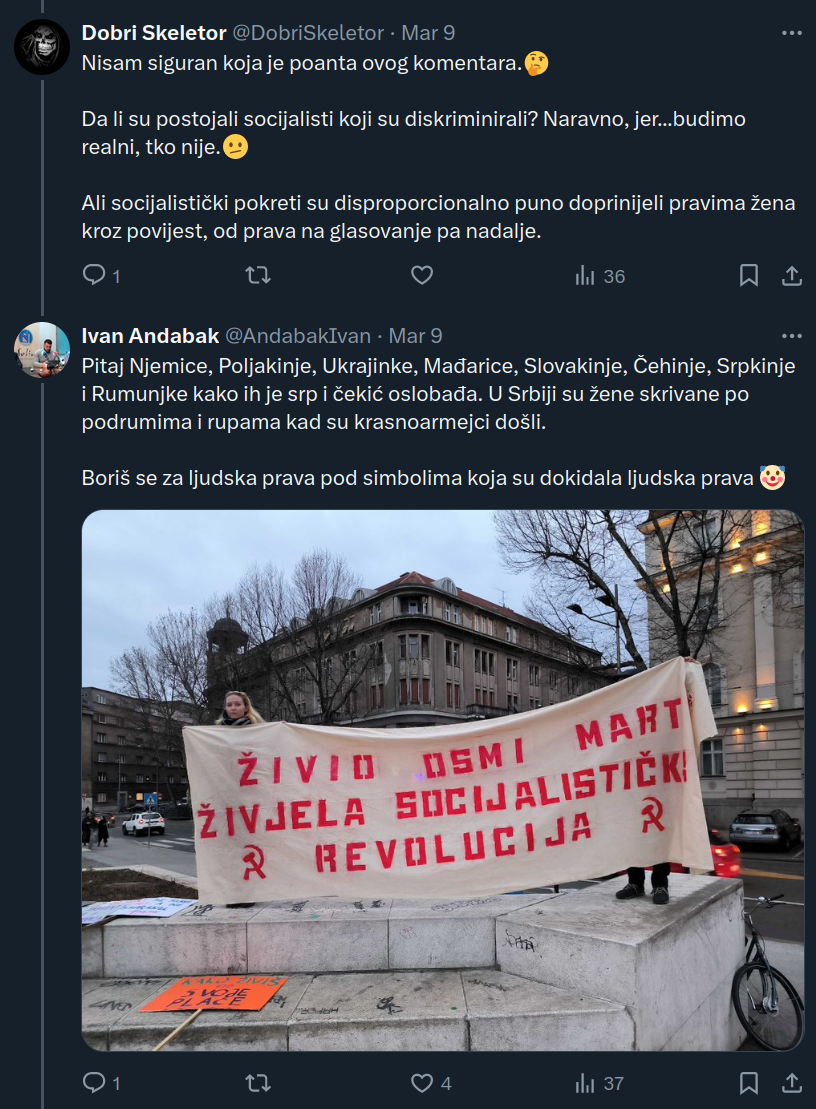 Dobri Skeletor @DobriSkeletor · Mar 9
Nisam siguran koja je poanta ovog komentara.🤔
Da li su postojali socijalisti koji su diskriminirali? Naravno, jer...budimo
realni, tko nije.🫤
Ali socijalistički pokreti su disproporcionalno puno doprinijeli pravima žena
kroz povijest, od prava na glasovanje pa nadalje.
1 36
Ivan Andabak @AndabakIvan · Mar 9
Pitaj Njemice, Poljakinje, Ukrajinke, Mađarice, Slovakinje, Čehinje, Srpkinje
i Rumunjke kako ih je srp i čekić oslobađa. U Srbiji su žene skrivane po
podrumima i rupama kad su krasnoarmejci došli.
Boriš se za ljudska prava pod simbolima koja su dokidala ljudska prava 🤡
ŽIVIO OSMI MART
ŽIVJELA SOCIJALISTIČKI
REVOLUCIJA
KAKO ŽIVIŠ
SVOJE
PLAĆE
1 4 37